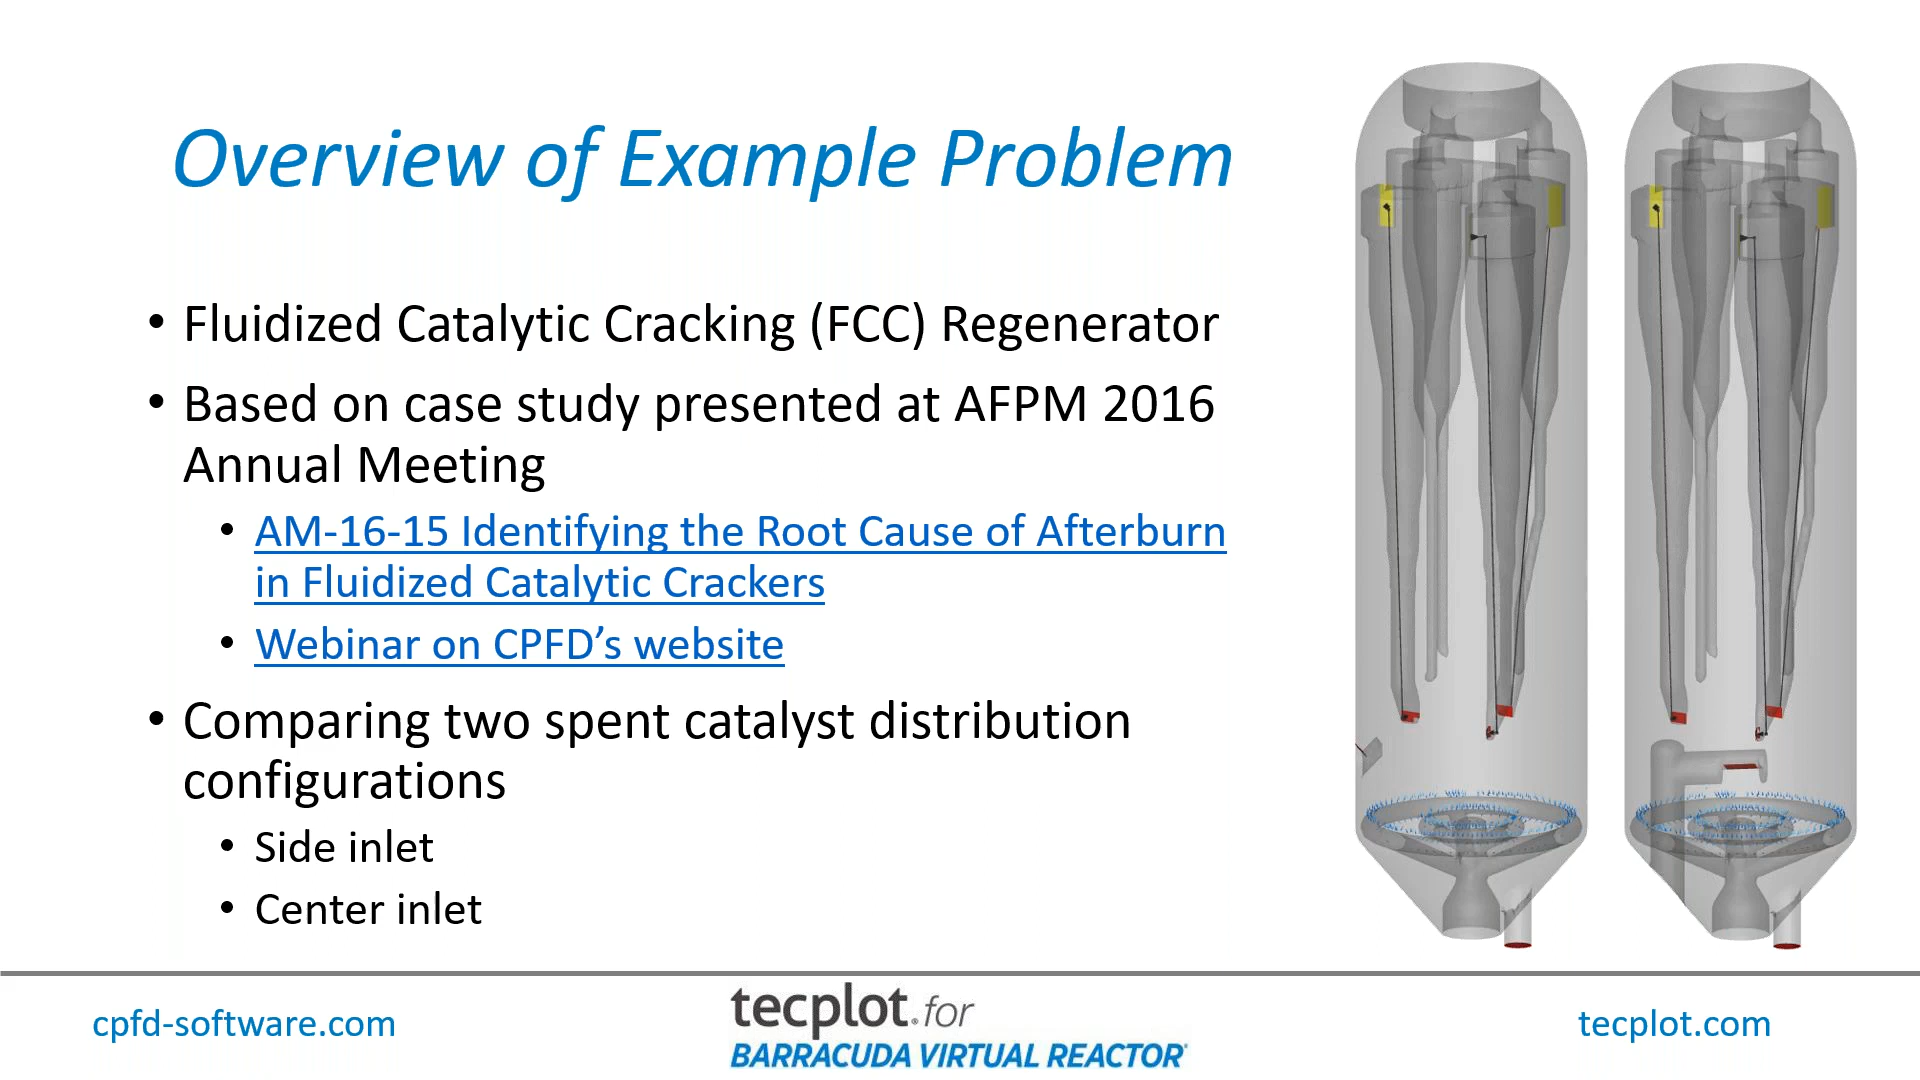 Overview of Example Problem
• Fluidized Catalytic Cracking (FCC) Regenerator
• Based on case study presented at AFPM 2016
Annual Meeting
• AM-16-15 Identifying the Root Cause of Afterburn
in Fluidized Catalytic Crackers
• Webinar on CPFD’s website
• Comparing two spent catalyst distribution
configurations
• Side inlet
• Center inlet
cpfd-software.com
tecplot® for
BARRACUDA VIRTUAL REACTOR®
tecplot.com